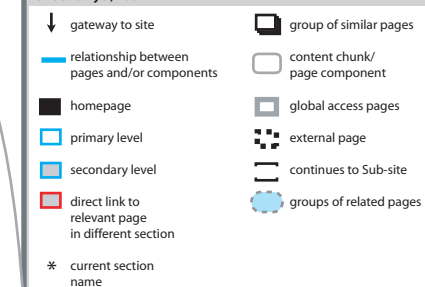 gateway to site
relationship between
pages and/or components
homepage
primary level
secondary level
direct link to
relevant page
in different section
* current section
name
group of similar pages
content chunk/
page component
global access pages
external page
continues to Sub-site
groups of related pages